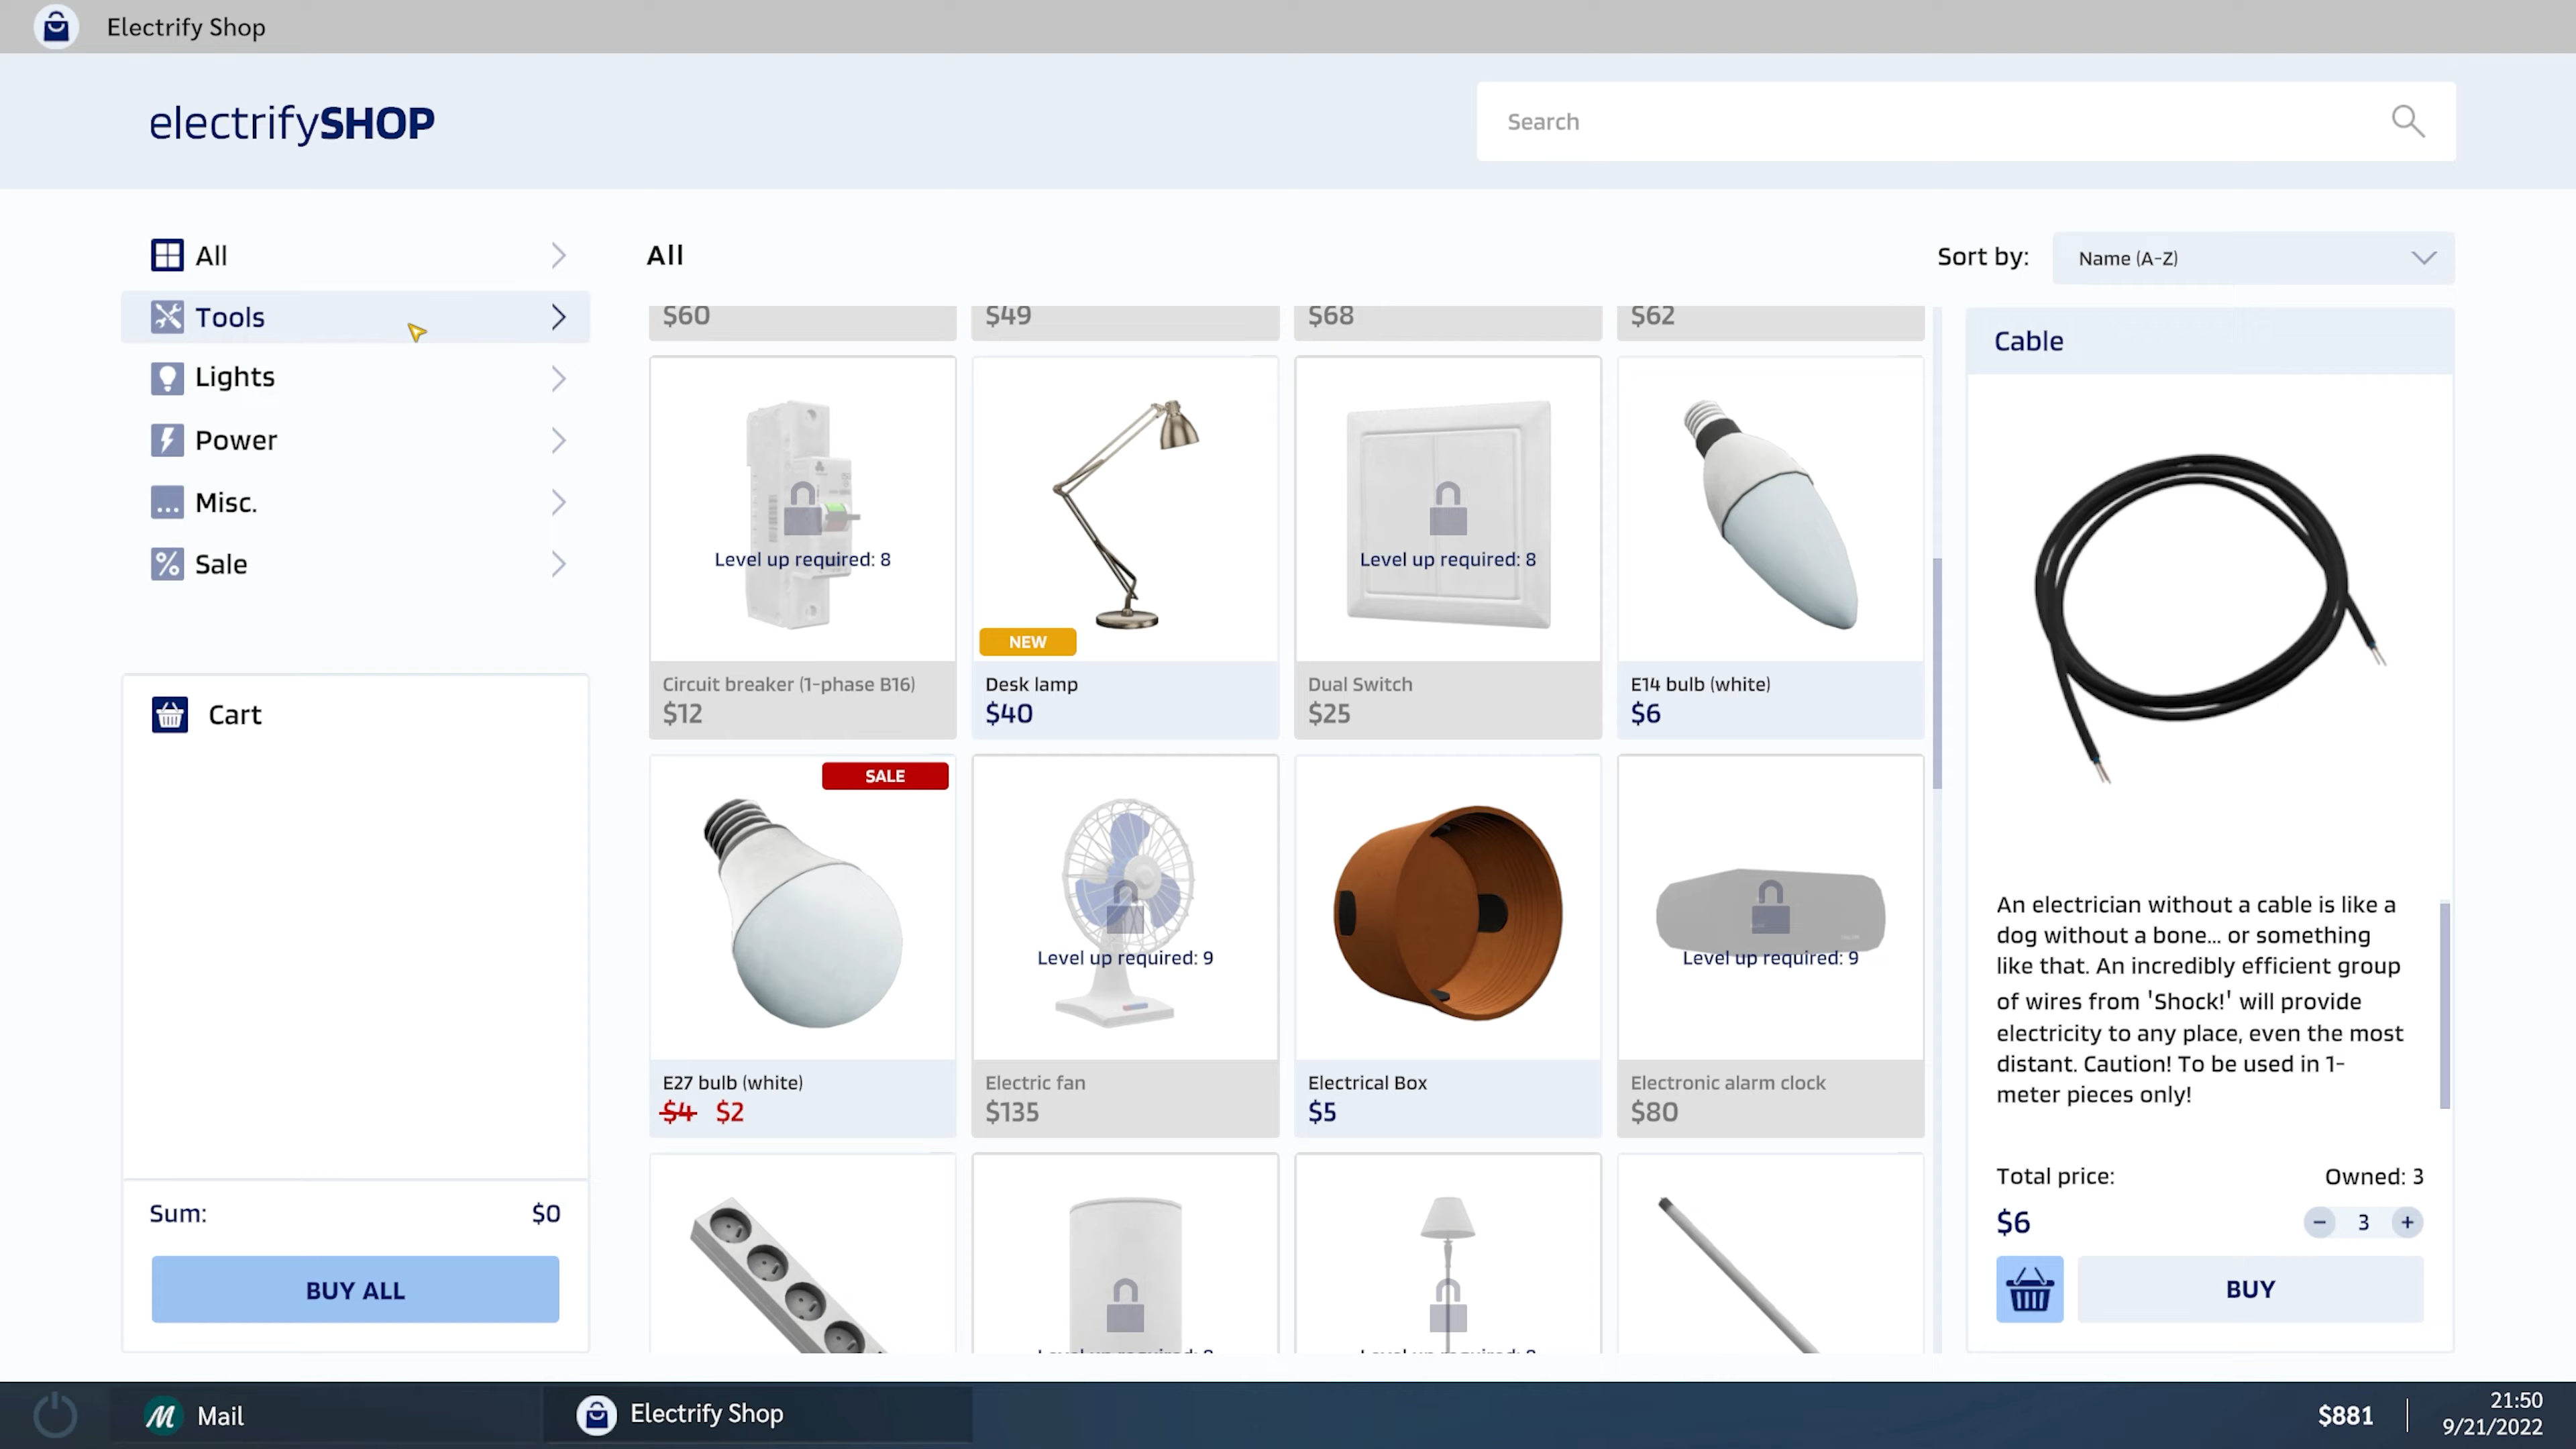 Electrify Shop
electrifySHOP
Search
All
Tools
Lights
Power
Misc.
Sale
Cart
Sum: $0
BUY ALL
All
Sort by: Name (A-Z)
$60
$49
$68
$62
Level up required: 8
Circuit breaker (1-phase B16)
$12
NEW
Desk lamp
$40
Level up required: 8
Dual Switch
$25
E14 bulb (white)
$6
SALE
E27 bulb (white)
$4 $2
Level up required: 9
Electric fan
$135
Electrical Box
$5
Level up required: 9
Electronic alarm clock
$80
Cable
An electrician without a cable is like a
dog without a bone... or something
like that. An incredibly efficient group
of wires from 'Shock!' will provide
electricity to any place, even the most
distant. Caution! To be used in 1-
meter pieces only!
Total price: Owned: 3
$6 − 3 +
BUY
Mail
Electrify Shop
$881
21:50
9/21/2022